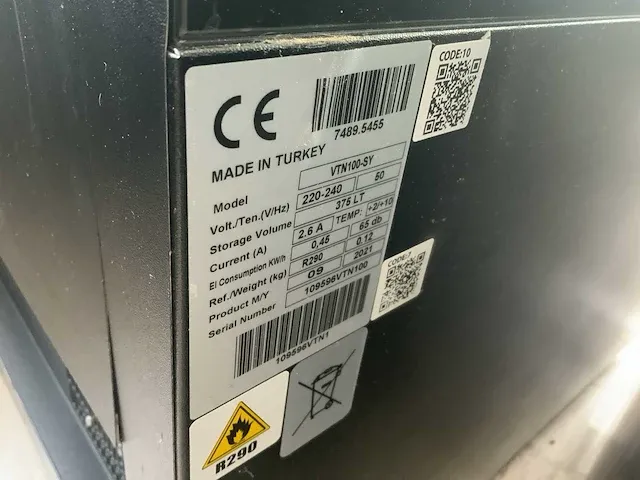 CODE:10
CE
7489.5455
MADE IN TURKEY
Model VTN100-SY
Volt./Ten.(V/Hz) 220-240 50
Storage Volume 375 LT
Current (A) 2.6 A TEMP: +2/+10
El Consumption KW/h 0,45 65 db
Ref./Weight (kg) R290 0,12
Product M/Y 09 2021
Serial Number 109596VTN100
109596VTN1
CODE:7
R290